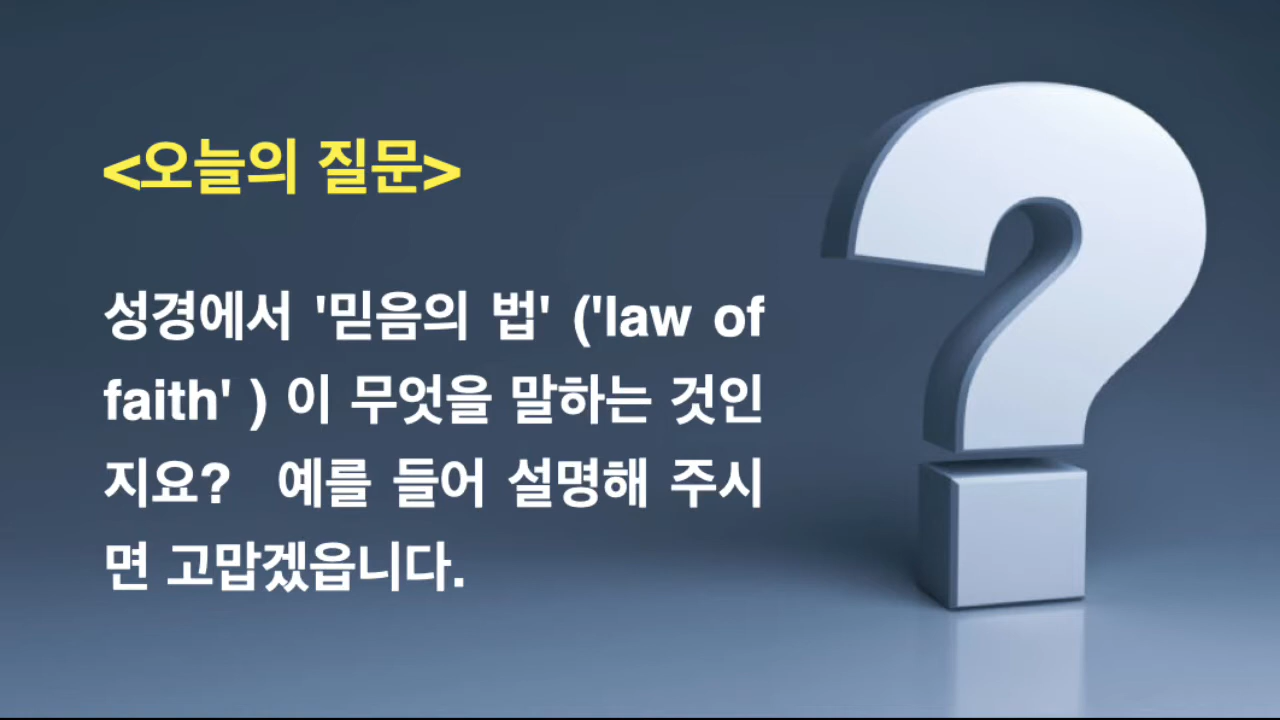 <오늘의 질문>
성경에서 '믿음의 법' ('law of
faith' ) 이 무엇을 말하는 것인
지요? 예를 들어 설명해 주시
면 고맙겠읍니다.